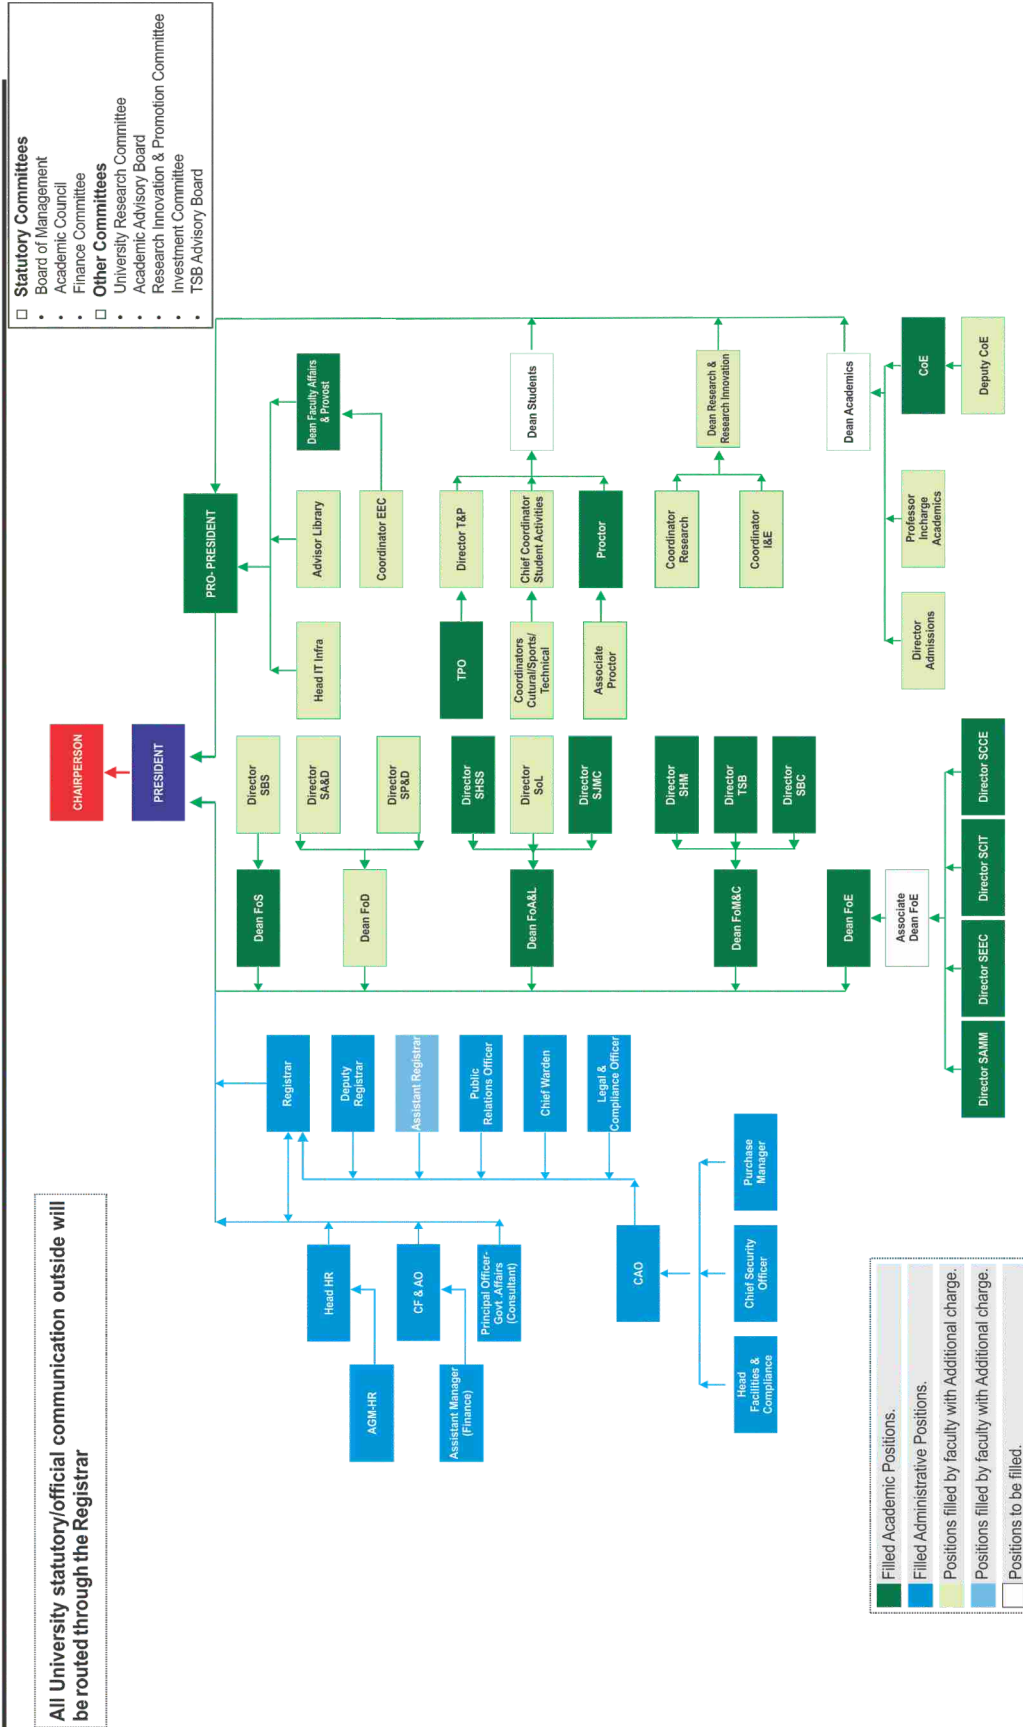 All University statutory/official communication outside will
be routed through the Registrar
Statutory Committees
• Board of Management
• Academic Council
• Finance Committee
Other Committees
• University Research Committee
• Academic Advisory Board
• Research Innovation & Promotion Committee
• Investment Committee
• TSB Advisory Board
CHAIRPERSON
PRESIDENT
PRO- PRESIDENT
Registrar
Deputy
Registrar
Assistant Registrar
Public
Relations Officer
Chief Warden
Legal &
Compliance Officer
Head HR
AGM-HR
CF & AO
Assistant Manager
(Finance)
Principal Officer-
Govt .Affairs
(Consultant)
CAO
Head
Facilities &
Compliance
Chief Security
Officer
Purchase
Manager
Dean FoS
Director
SBS
Dean FoD
Director
SA&D
Director
SP&D
Dean FoA&L
Director
SHSS
Director
SoL
Director
SJMC
Dean FoM&C
Director
SHM
Director
TSB
Director
SBC
Dean FoE
Associate
Dean FoE
Director SAMM
Director SEEC
Director SCIT
Director SCCE
Head IT Infra
Advisor Library
Dean Faculty Affairs
& Provost
Coordinator EEC
Dean Students
Director T&P
TPO
Chief Coordinator
Student Activities
Coordinators
Cutural/Sports/
Technical
Proctor
Associate
Proctor
Dean Research &
Research Innovation
Coordinator
Research
Coordinator
I&E
Dean Academics
Director
Admissions
Professor
Incharge
Academics
CoE
Deputy CoE
Filled Academic Positions.
Filled Administrative Positions.
Positions filled by faculty with Additional charge.
Positions filled by faculty with Additional charge.
Positions to be filled.